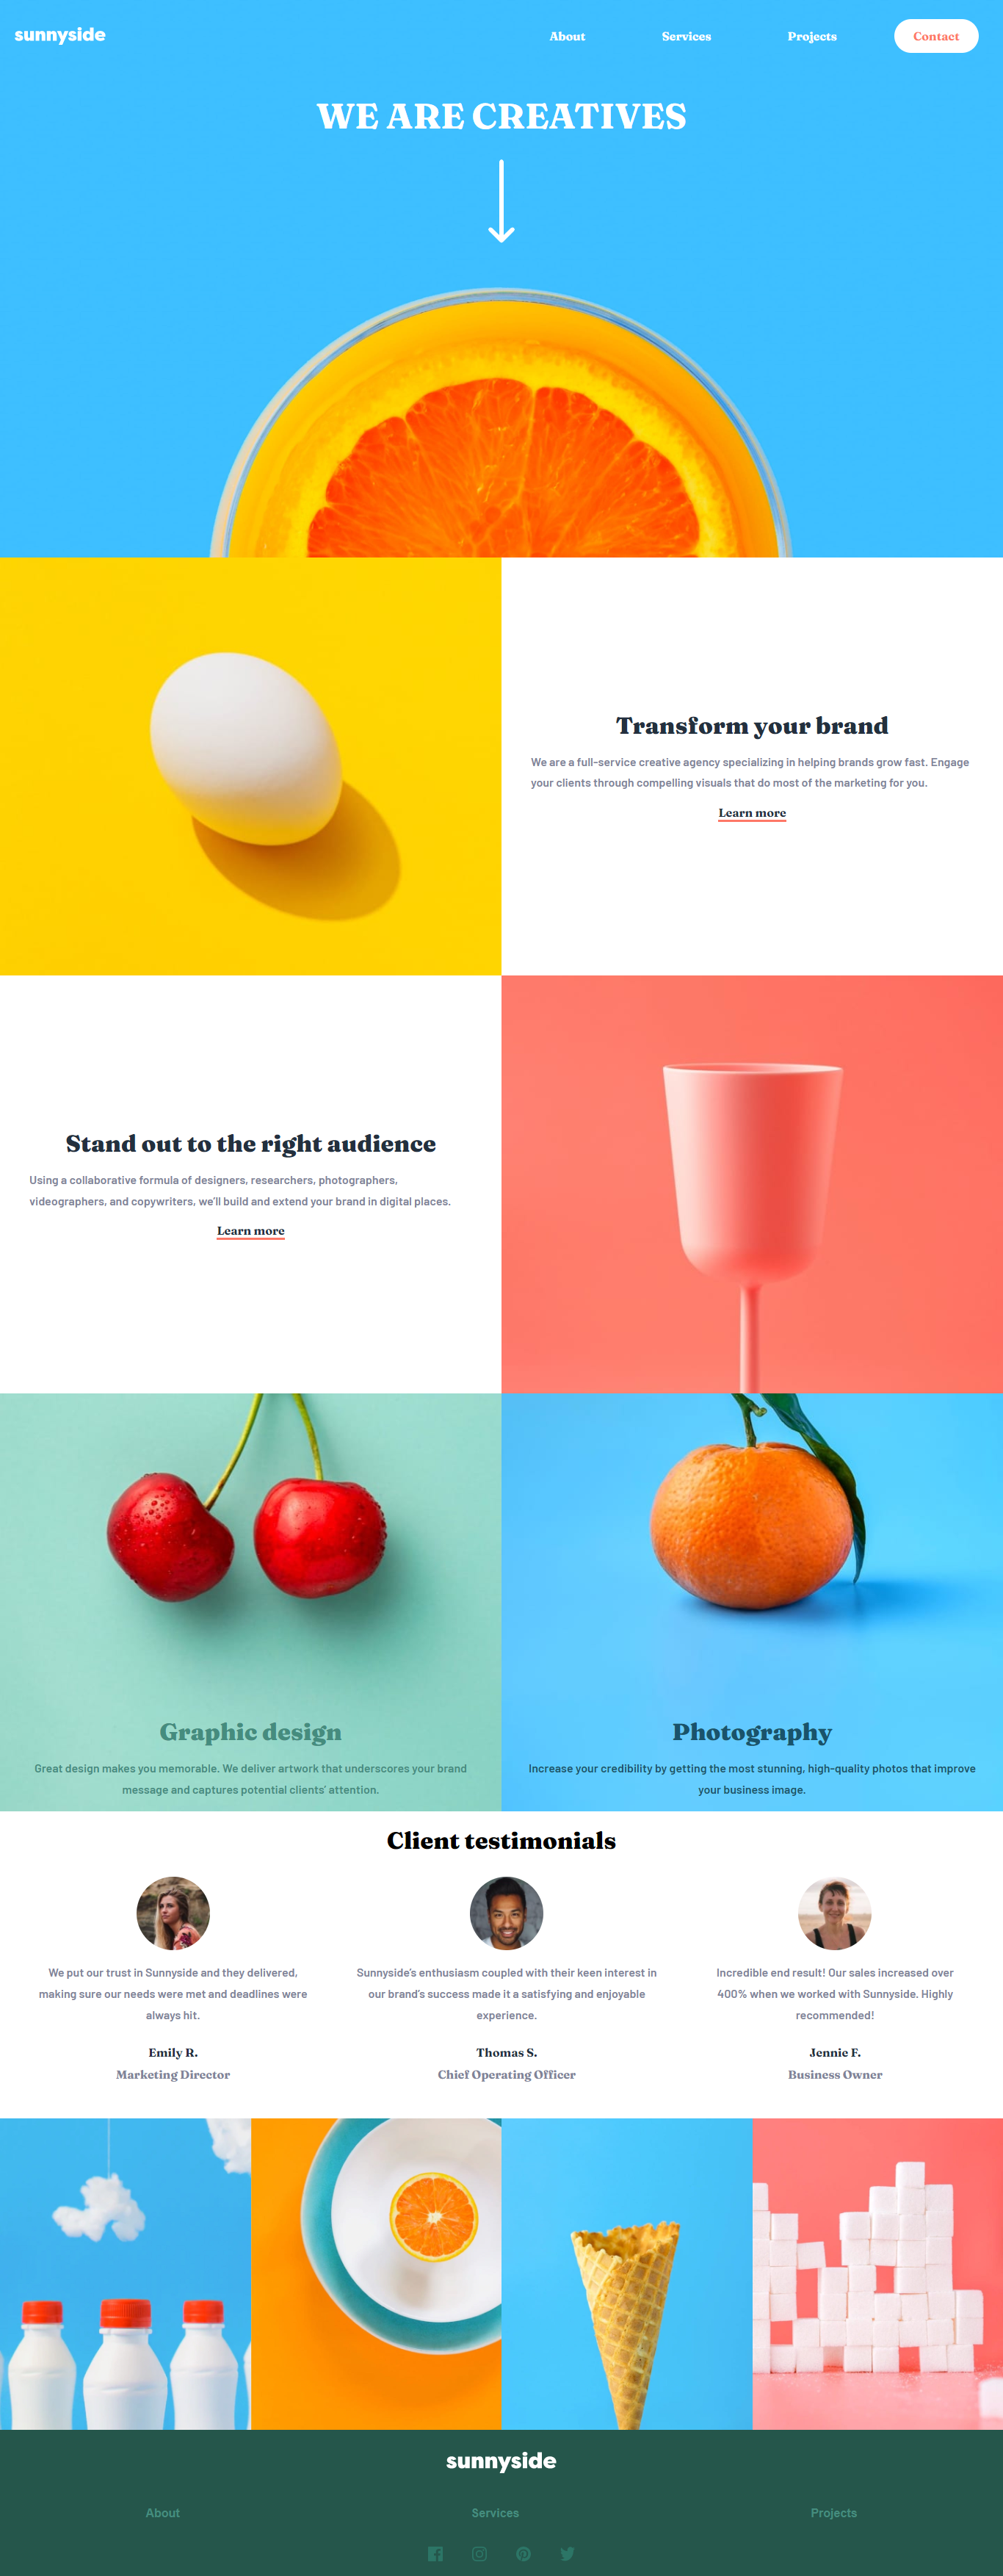 sunnyside
About Services Projects Contact
WE ARE CREATIVES
Transform your brand
We are a full-service creative agency specializing in helping brands grow fast. Engage
your clients through compelling visuals that do most of the marketing for you.
Learn more
Stand out to the right audience
Using a collaborative formula of designers, researchers, photographers,
videographers, and copywriters, we'll build and extend your brand in digital places.
Learn more
Graphic design
Great design makes you memorable. We deliver artwork that underscores your brand
message and captures potential clients' attention.
Photography
Increase your credibility by getting the most stunning, high-quality photos that improve
your business image.
Client testimonials
We put our trust in Sunnyside and they delivered,
making sure our needs were met and deadlines were
always hit.
Emily R.
Marketing Director
Sunnyside's enthusiasm coupled with their keen interest in
our brand's success made it a satisfying and enjoyable
experience.
Thomas S.
Chief Operating Officer
Incredible end result! Our sales increased over
400% when we worked with Sunnyside. Highly
recommended!
Jennie F.
Business Owner
sunnyside
About Services Projects